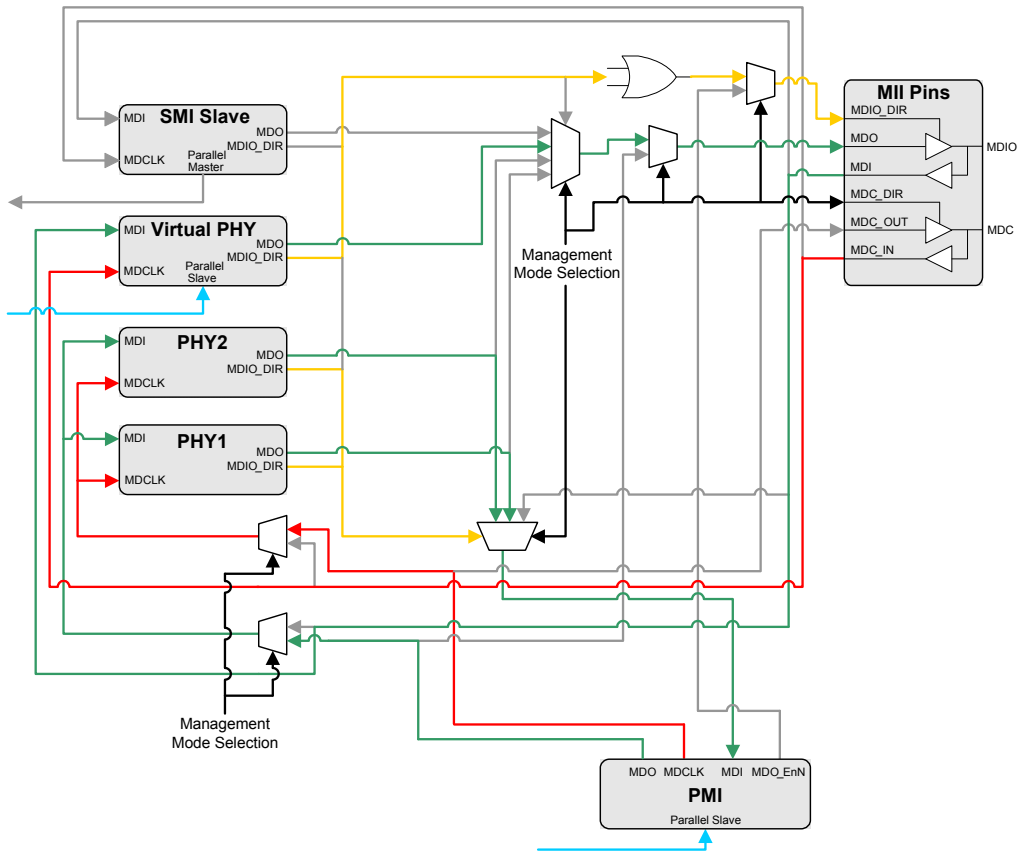 MII Pins
MDIO_DIR
MDO
MDIO
MDI
MDC_DIR
MDC_OUT
MDC
MDC_IN
SMI Slave
MDI
MDO
MDIO_DIR
MDCLK
Parallel
Master
Virtual PHY
MDI
MDO
MDIO_DIR
MDCLK
Parallel
Slave
Management
Mode Selection
PHY2
MDI
MDO
MDIO_DIR
MDCLK
PHY1
MDI
MDO
MDIO_DIR
MDCLK
Management
Mode Selection
MDO MDCLK MDI MDO_EnN
PMI
Parallel Slave